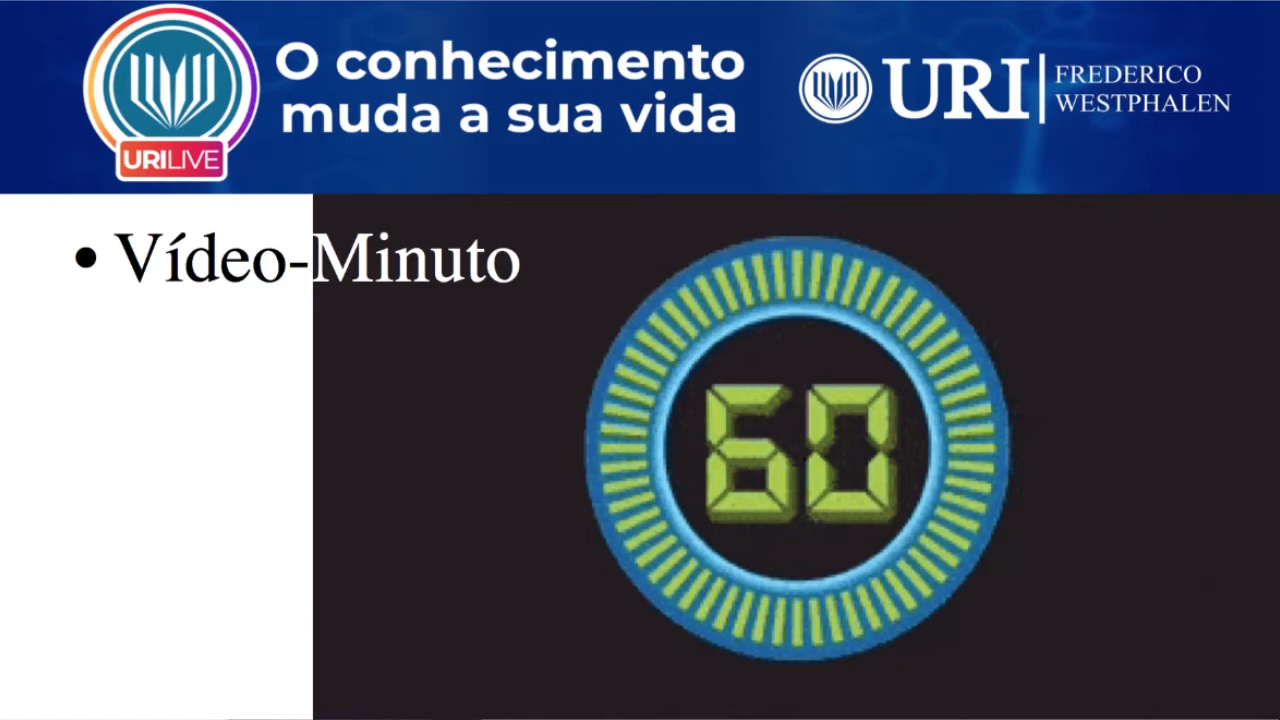 O conhecimento
muda a sua vida
URILIVE
URI
FREDERICO
WESTPHALEN
• Vídeo-Minuto
60